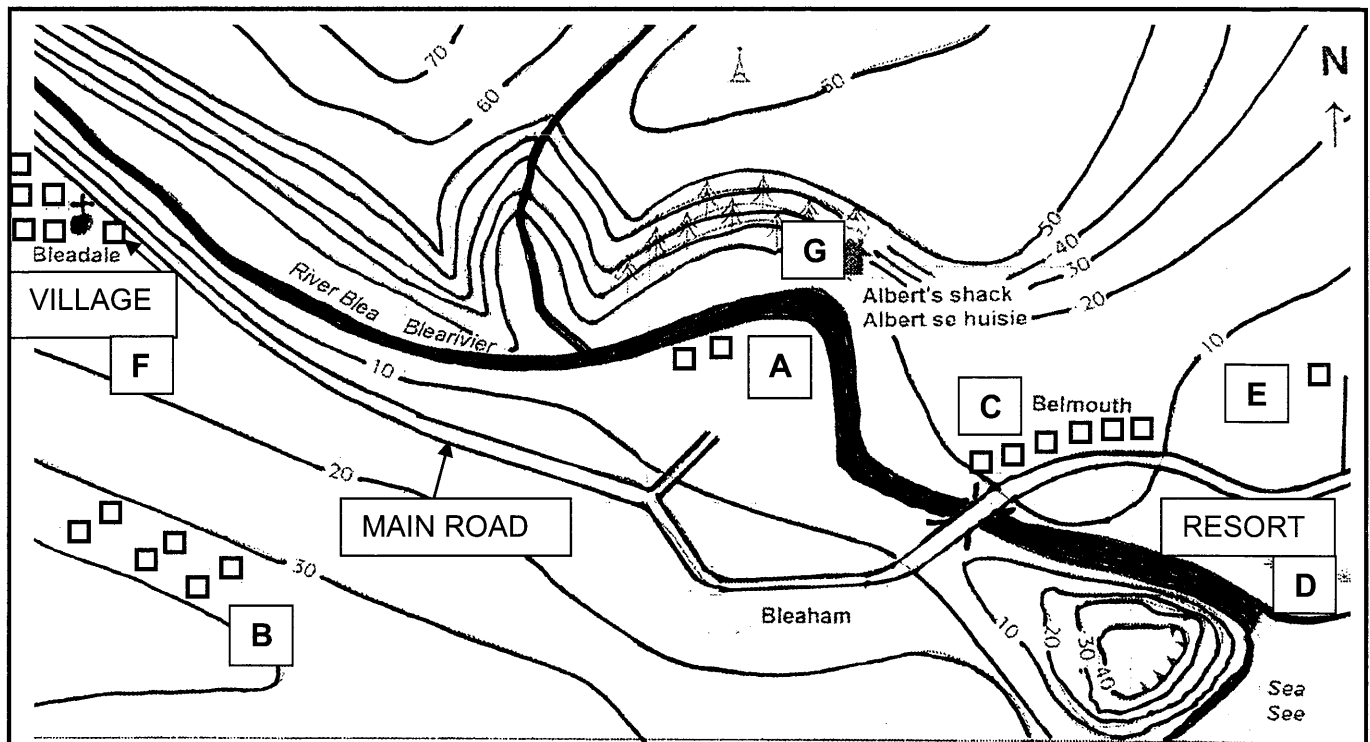 70
N
60
60
50
40
30
20
G
Bleadale
VILLAGE
River Blea Blearivier
Albert's shack
Albert se huisie
F
10
A
10
E
C
Belmouth
20
MAIN ROAD
RESORT
30
D
B
Bleaham
10
20
30
40
Sea
See